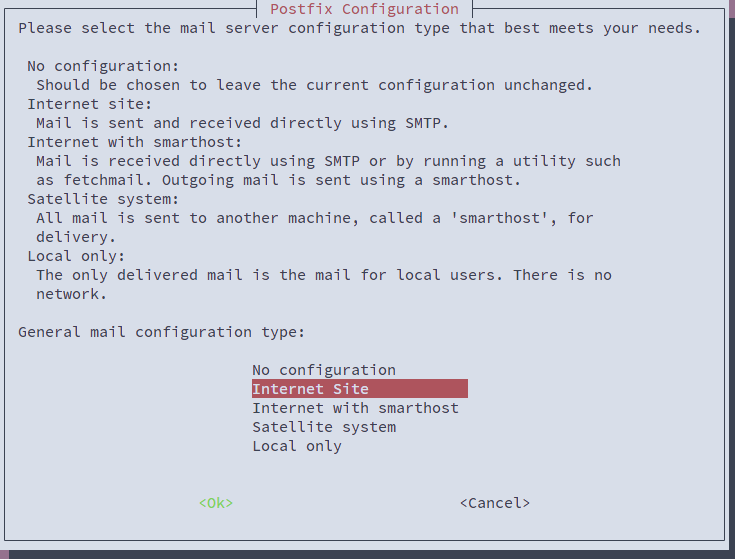 Postfix Configuration
Please select the mail server configuration type that best meets your needs.
No configuration:
Should be chosen to leave the current configuration unchanged.
Internet site:
Mail is sent and received directly using SMTP.
Internet with smarthost:
Mail is received directly using SMTP or by running a utility such
as fetchmail. Outgoing mail is sent using a smarthost.
Satellite system:
All mail is sent to another machine, called a 'smarthost', for
delivery.
Local only:
The only delivered mail is the mail for local users. There is no
network.
General mail configuration type:
No configuration
Internet Site
Internet with smarthost
Satellite system
Local only
<Ok> <Cancel>